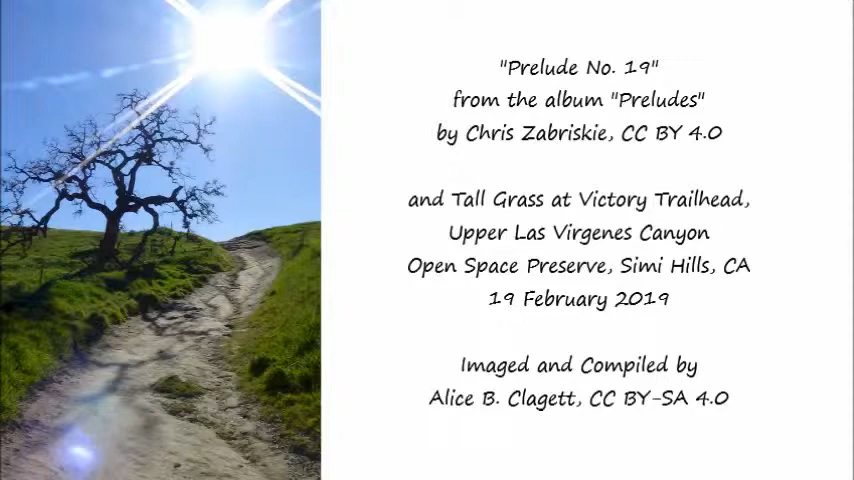 "Prelude No. 19"
from the album "Preludes"
by Chris Zabriskie, CC BY 4.0
and Tall Grass at Victory Trailhead,
Upper Las Virgenes Canyon
Open Space Preserve, Simi Hills, CA
19 February 2019
Imaged and Compiled by
Alice B. Clagett, CC BY-SA 4.0